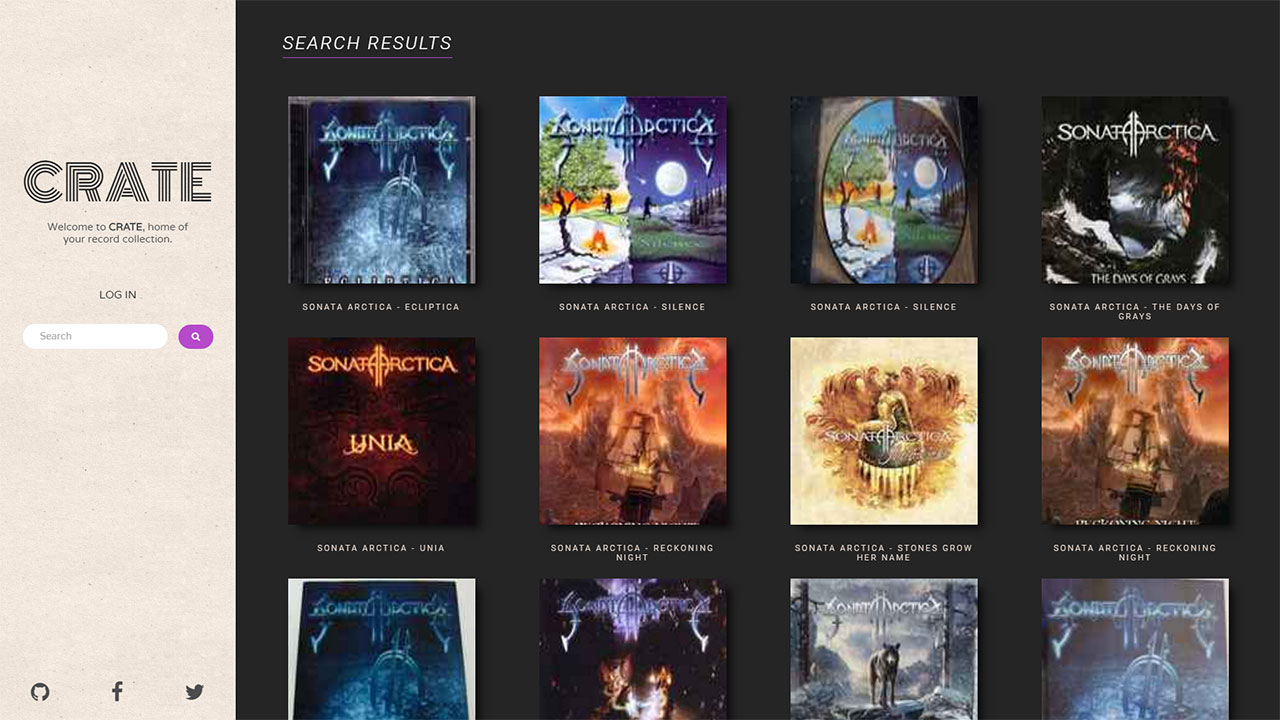 SEARCH RESULTS
CRATE
Welcome to CRATE, home of
your record collection.
LOG IN
Search
SONATA ARCTICA
ECLIPTICA
SONATA ARCTICA - ECLIPTICA
SONATA ARCTICA
Silence
SONATA ARCTICA - SILENCE
SONATA ARCTICA
Silence
SONATA ARCTICA - SILENCE
SONATA ARCTICA
THE DAYS OF GRAYS
SONATA ARCTICA - THE DAYS OF
GRAYS
SONATA ARCTICA
UNIA
SONATA ARCTICA - UNIA
SONATA ARCTICA
RECKONING NIGHT
SONATA ARCTICA - RECKONING
NIGHT
SONATA ARCTICA
SONATA ARCTICA - STONES GROW
HER NAME
SONATA ARCTICA
RECKONING NIGHT
SONATA ARCTICA - RECKONING
NIGHT
SONATA ARCTICA
SONATA ARCTICA
SONATA ARCTICA
SONATA ARCTICA